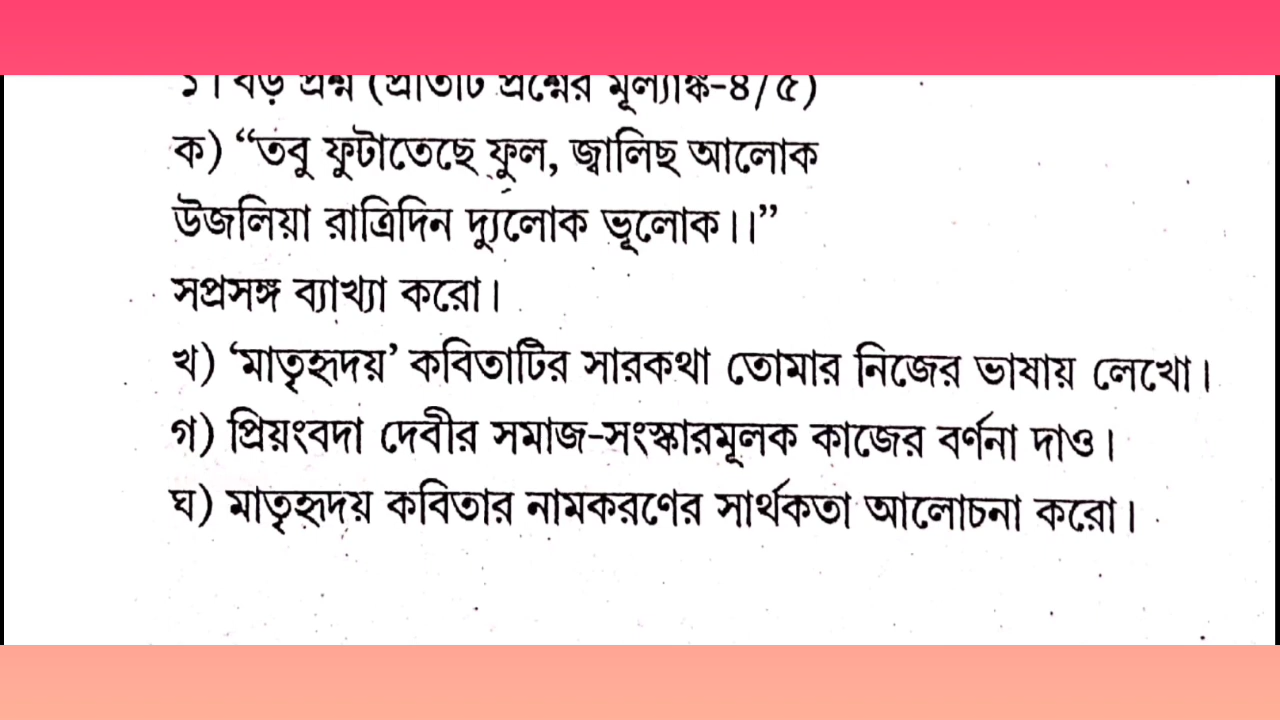 ১। বড় প্রশ্ন (প্রতিটি প্রশ্নের মূল্যাঙ্ক-৪/৫)
ক) “তবু ফুটাতেছে ফুল, জ্বালিছ আলোক
উজলিয়া রাত্রিদিন দ্যুলোক ভূলোক।।”
সপ্রসঙ্গ ব্যাখ্যা করো।
খ) ‘মাতৃহৃদয়’ কবিতাটির সারকথা তোমার নিজের ভাষায় লেখো।
গ) প্রিয়ংবদা দেবীর সমাজ-সংস্কারমূলক কাজের বর্ণনা দাও।
ঘ) মাতৃহৃদয় কবিতার নামকরণের সার্থকতা আলোচনা করো।